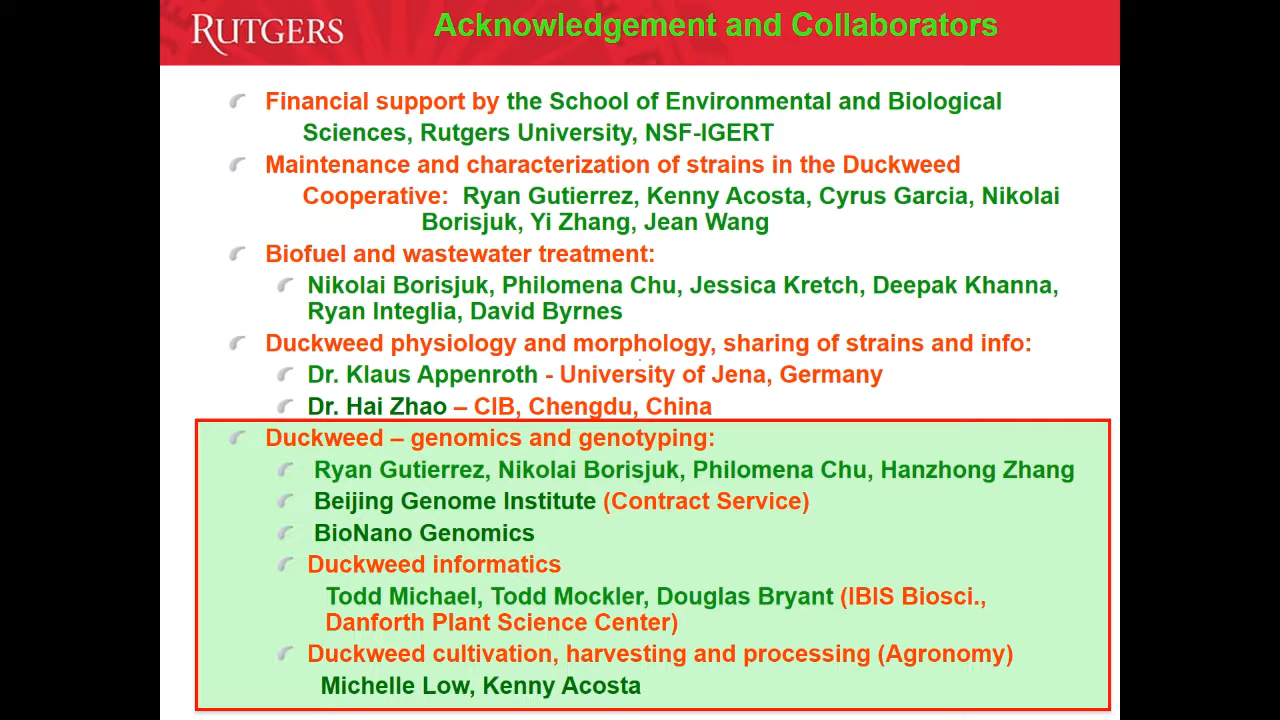 RUTGERS
Acknowledgement and Collaborators
Financial support by the School of Environmental and Biological
Sciences, Rutgers University, NSF-IGERT
Maintenance and characterization of strains in the Duckweed
Cooperative: Ryan Gutierrez, Kenny Acosta, Cyrus Garcia, Nikolai
Borisjuk, Yi Zhang, Jean Wang
Biofuel and wastewater treatment:
Nikolai Borisjuk, Philomena Chu, Jessica Kretch, Deepak Khanna,
Ryan Integlia, David Byrnes
Duckweed physiology and morphology, sharing of strains and info:
Dr. Klaus Appenroth - University of Jena, Germany
Dr. Hai Zhao – CIB, Chengdu, China
Duckweed – genomics and genotyping:
Ryan Gutierrez, Nikolai Borisjuk, Philomena Chu, Hanzhong Zhang
Beijing Genome Institute (Contract Service)
BioNano Genomics
Duckweed informatics
Todd Michael, Todd Mockler, Douglas Bryant (IBIS Biosci.,
Danforth Plant Science Center)
Duckweed cultivation, harvesting and processing (Agronomy)
Michelle Low, Kenny Acosta